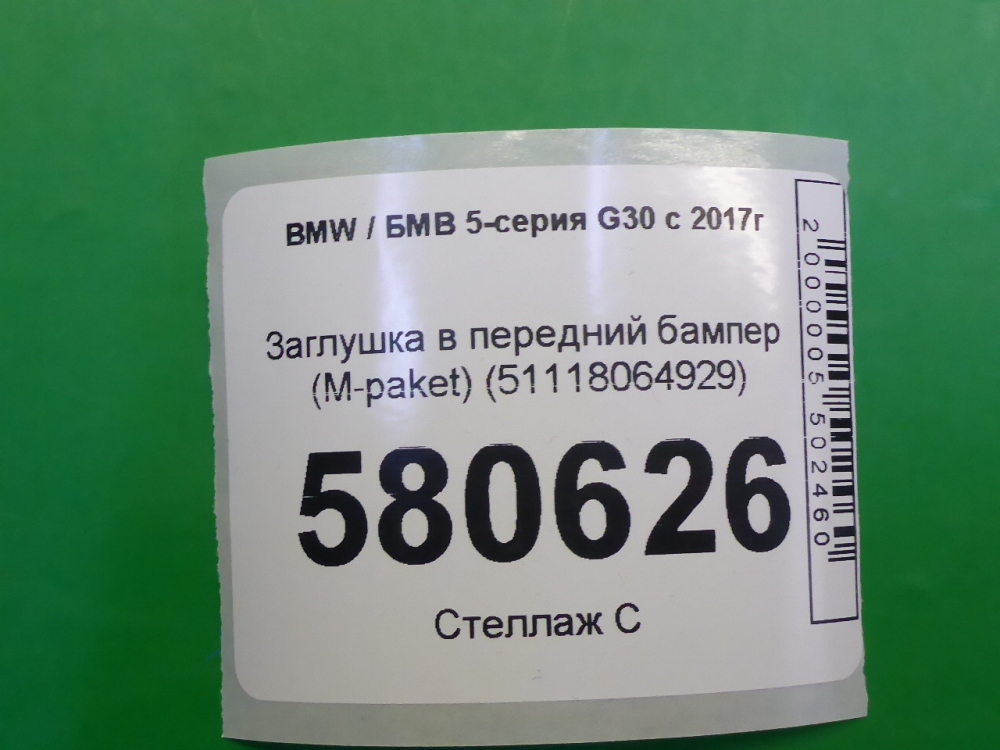 BMW / БМВ 5-серия G30 с 2017г
Заглушка в передний бампер
(M-paket) (51118064929)
580626
Стеллаж С
2000005502460